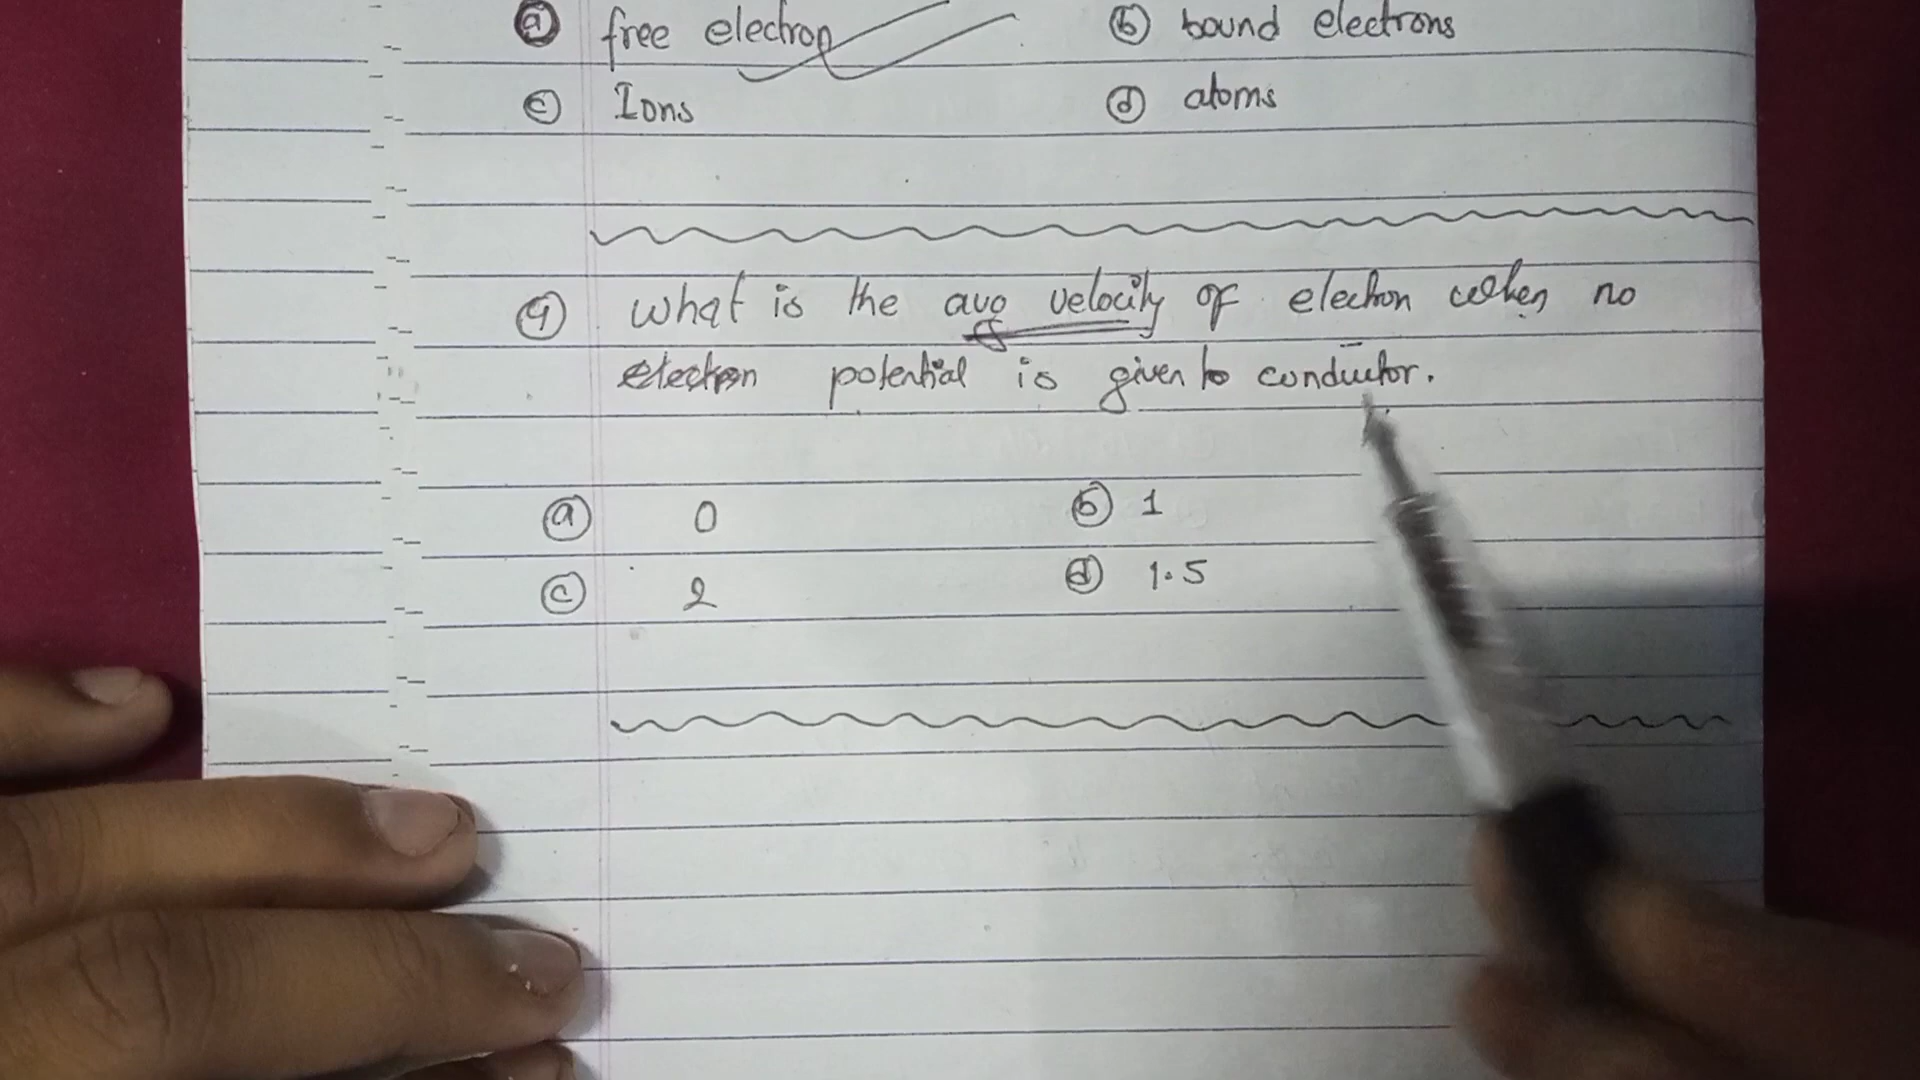 ⓐ free electron ⓑ bound electrons
ⓒ Ions ⓓ atoms
⑨ What is the avg velocity of electron when no
electron potential is given to conductor.
ⓐ 0 ⓑ 1
ⓒ 2 ⓓ 1.5